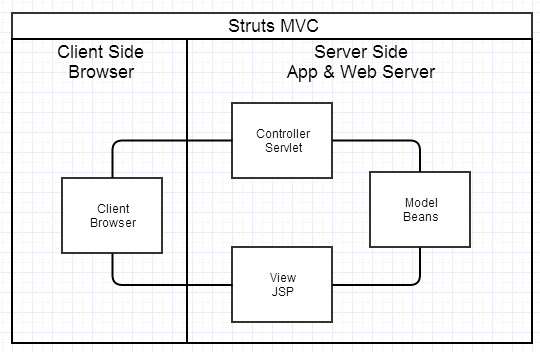 Struts MVC
Client Side
Browser
Server Side
App & Web Server
Controller
Servlet
Client
Browser
Model
Beans
View
JSP